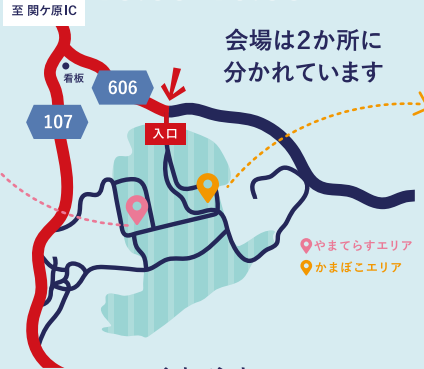 至 関ケ原IC
会場は2か所に
分かれています
看板
606
107
入口
やまてらすエリア
かまぼこエリア